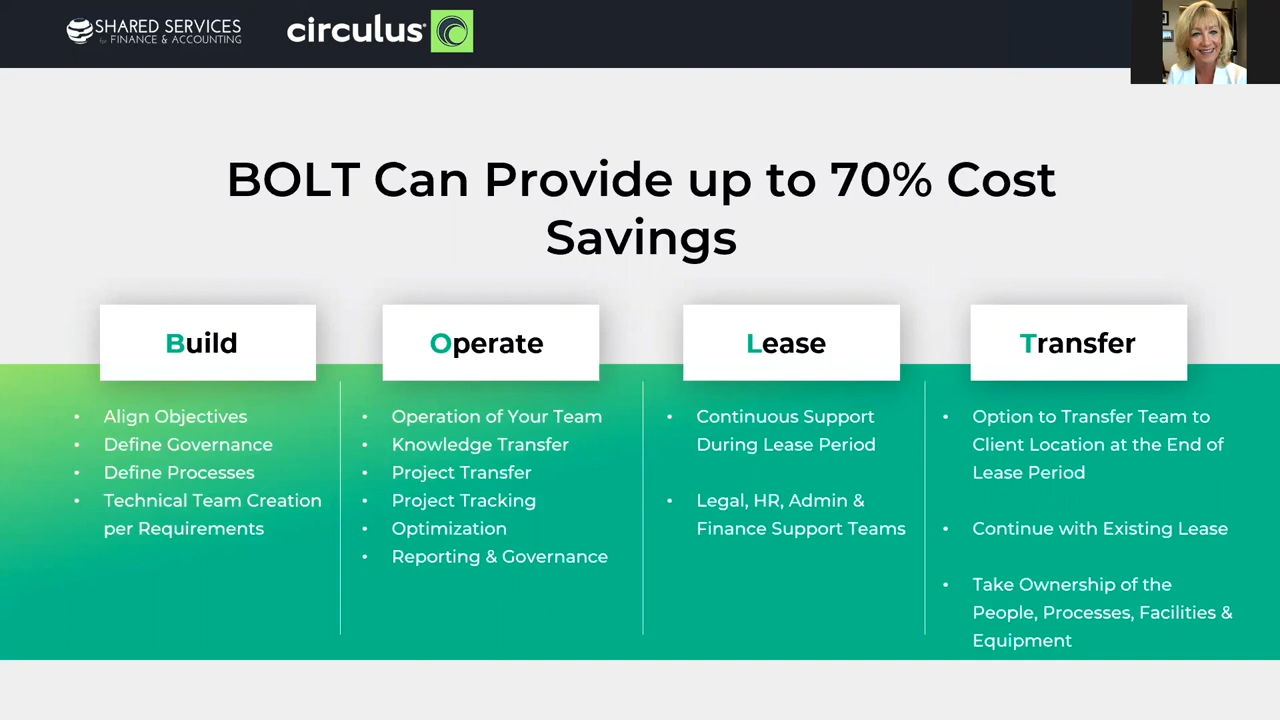 SHARED SERVICES
for FINANCE & ACCOUNTING
circulus
BOLT Can Provide up to 70% Cost
Savings
Build
• Align Objectives
• Define Governance
• Define Processes
• Technical Team Creation
per Requirements
Operate
• Operation of Your Team
• Knowledge Transfer
• Project Transfer
• Project Tracking
• Optimization
• Reporting & Governance
Lease
• Continuous Support
During Lease Period
• Legal, HR, Admin &
Finance Support Teams
Transfer
• Option to Transfer Team to
Client Location at the End of
Lease Period
• Continue with Existing Lease
• Take Ownership of the
People, Processes, Facilities &
Equipment